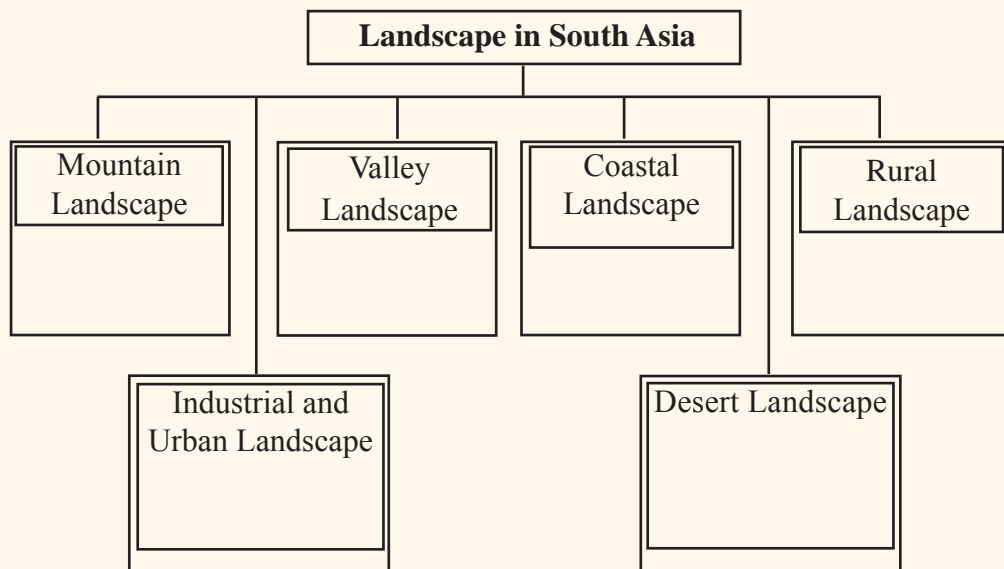 Landscape in South Asia
Mountain
Landscape
Valley
Landscape
Coastal
Landscape
Rural
Landscape
Industrial and
Urban Landscape
Desert Landscape